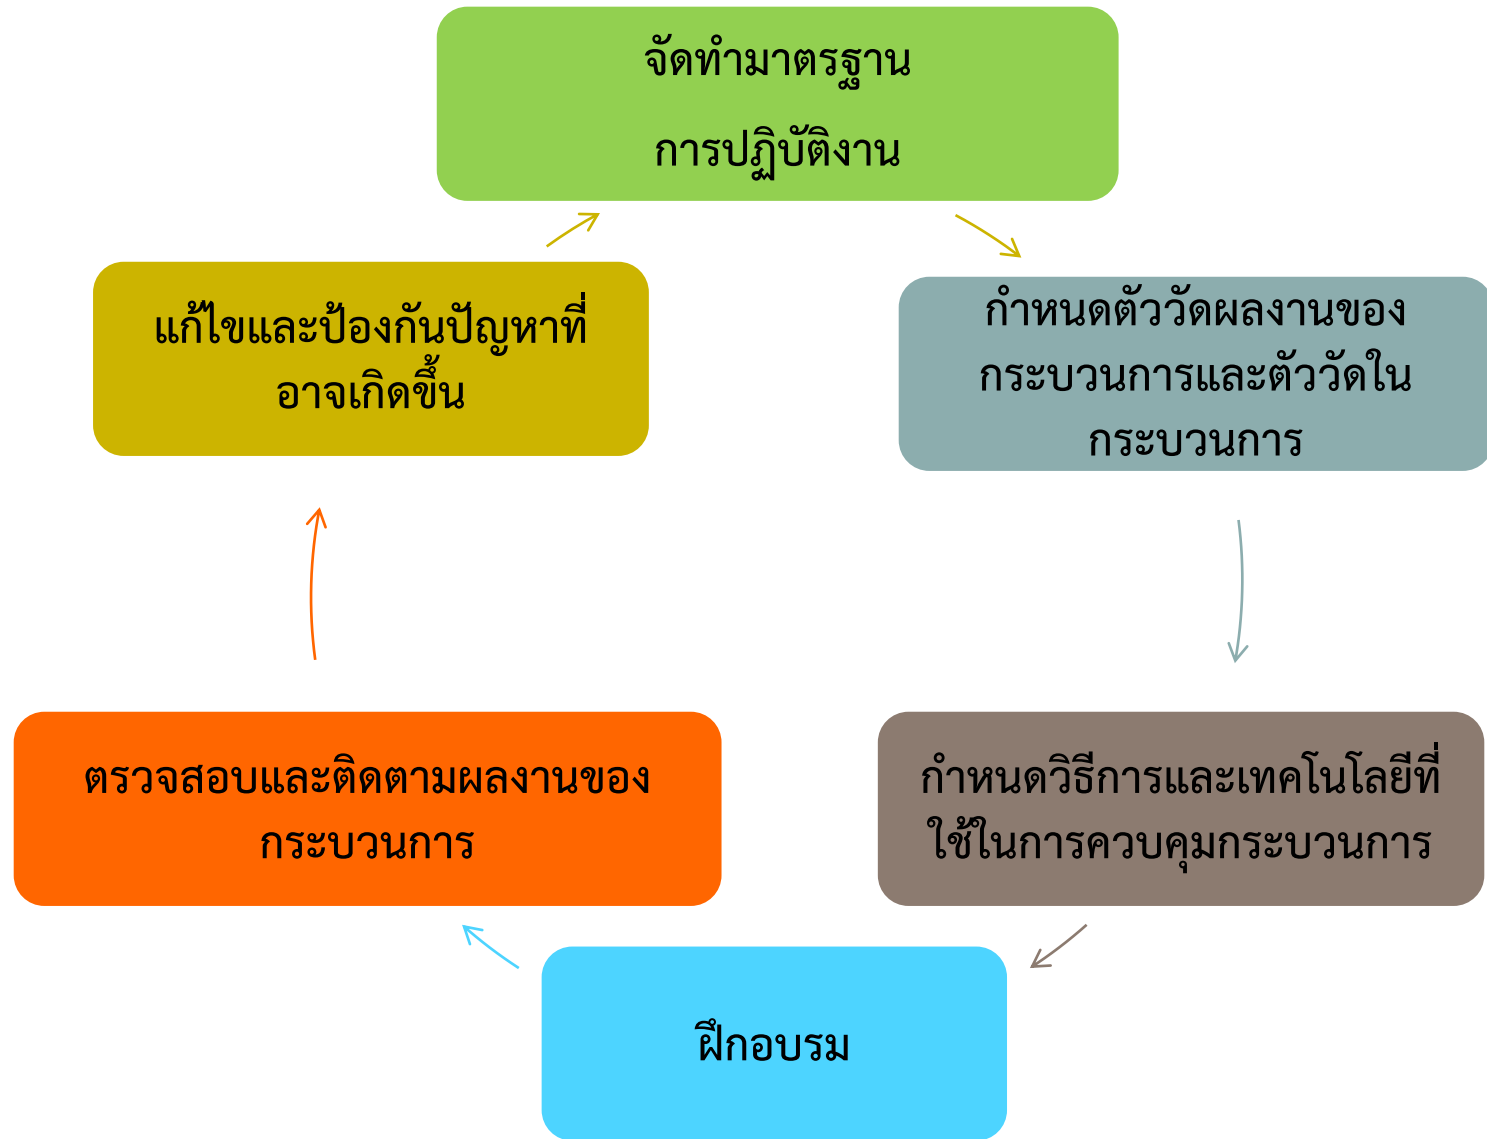 จัดทำมาตรฐาน
การปฏิบัติงาน
กำหนดตัววัดผลงานของ
กระบวนการและตัววัดใน
กระบวนการ
กำหนดวิธีการและเทคโนโลยีที่
ใช้ในการควบคุมกระบวนการ
ฝึกอบรม
ตรวจสอบและติดตามผลงานของ
กระบวนการ
แก้ไขและป้องกันปัญหาที่
อาจเกิดขึ้น